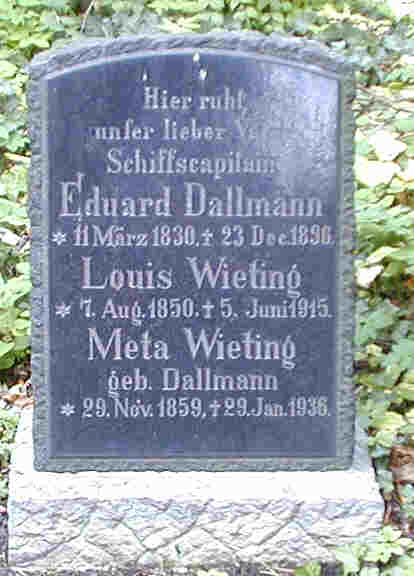 Hier ruht
unser lieber
Schiffscapitain
Eduard Dallmann
* 11 März 1830. † 23 Dec. 1896.
Louis Wieting
* 7. Aug. 1850. † 5. Juni 1915.
Meta Wieting
geb. Dallmann
* 29. Nov. 1859. † 29. Jan. 1936.